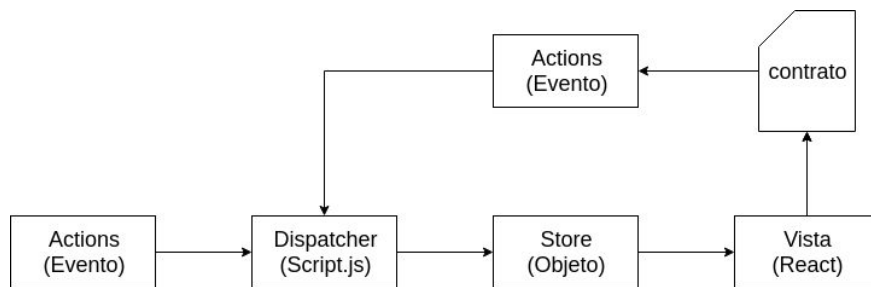 Actions
(Evento)
contrato
Actions
(Evento)
Dispatcher
(Script.js)
Store
(Objeto)
Vista
(React)